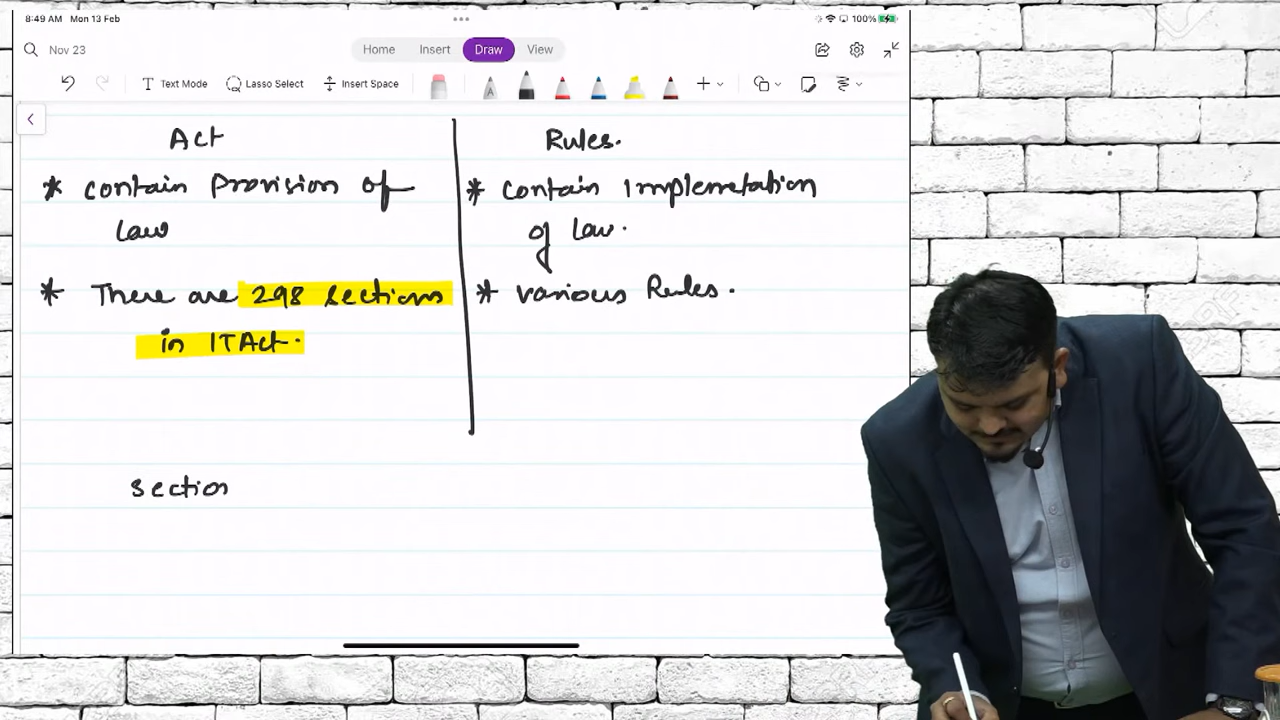 8:49 AM Mon 13 Feb
100%
Nov 23
Home Insert Draw View
Text Mode Lasso Select Insert Space
Act
* contain Provision of
Law
* There are 298 Sections
in ITAct.
Rules.
* contain Implemetation
of Law.
* various Rules.
section